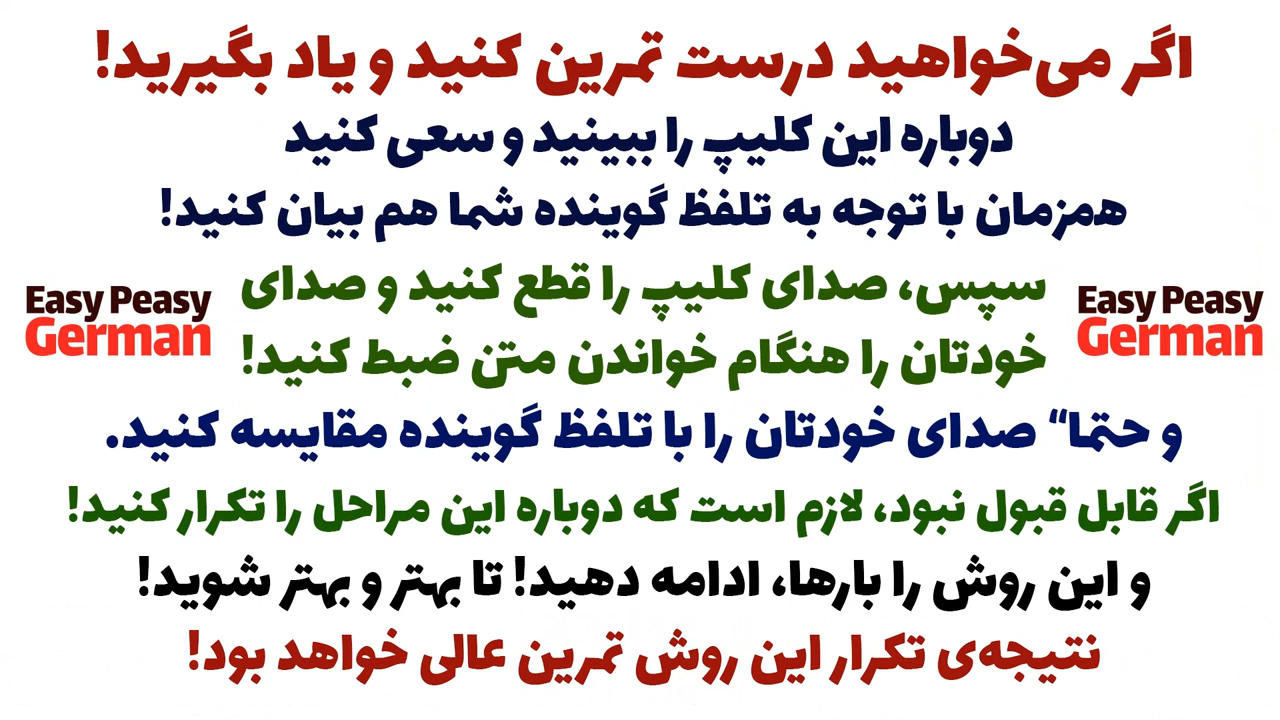 اگر می‌خواهید درست تمرین کنید و یاد بگیرید!
دوباره این کلیپ را ببینید و سعی کنید
همزمان با توجه به تلفظ گوینده شما هم بیان کنید!
سپس، صدای کلیپ را قطع کنید و صدای
خودتان را هنگام خواندن متن ضبط کنید!
Easy Peasy
German
Easy Peasy
German
و حتما“ صدای خودتان را با تلفظ گوینده مقایسه کنید.
اگر قابل قبول نبود، لازم است که دوباره این مراحل را تکرار کنید!
و این روش را بارها، ادامه دهید! تا بهتر و بهتر شوید!
نتیجه‌ی تکرار این روش تمرین عالی خواهد بود!